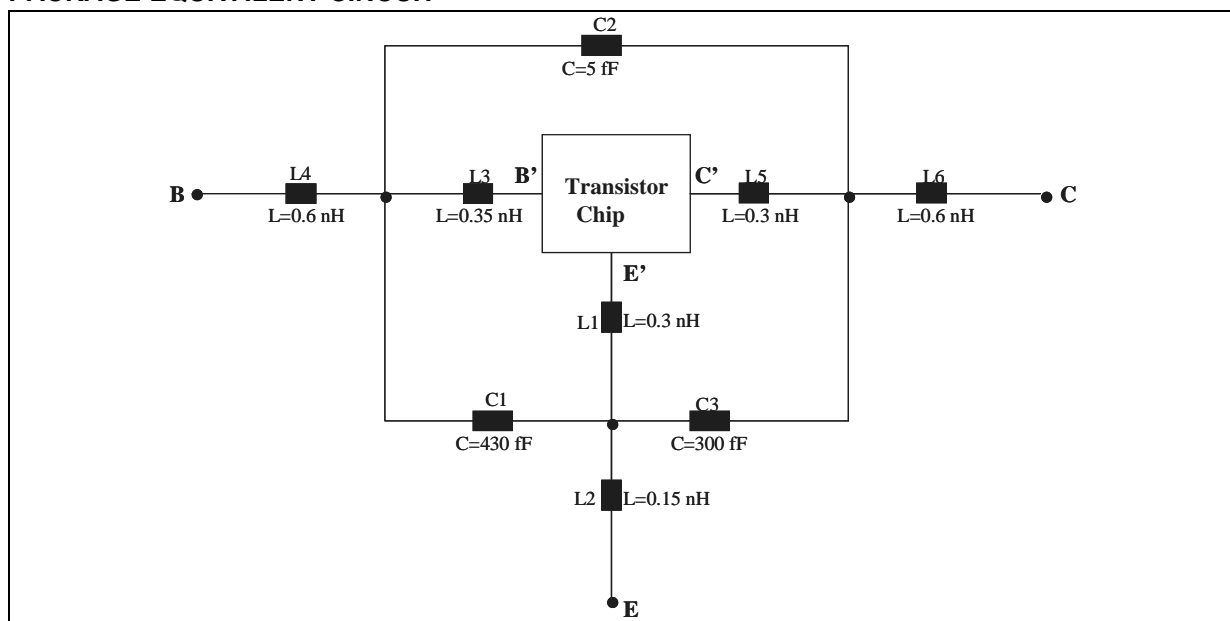 C2
C=5 fF
L4
L3
B’
C’
L5
L6
B
Transistor
Chip
C
L=0.6 nH
L=0.35 nH
L=0.3 nH
L=0.6 nH
E’
L1
L=0.3 nH
C1
C3
C=430 fF
C=300 fF
L2
L=0.15 nH
E